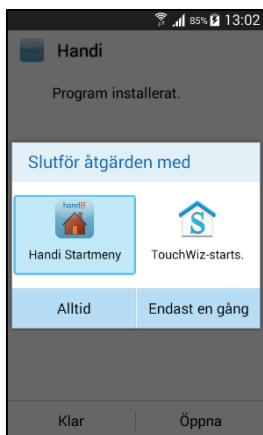 85% 13:02
Handi
Program installerat.
Slutför åtgärden med
handi
Handi Startmeny
S
TouchWiz-starts.
Alltid
Endast en gång
Klar
Öppna